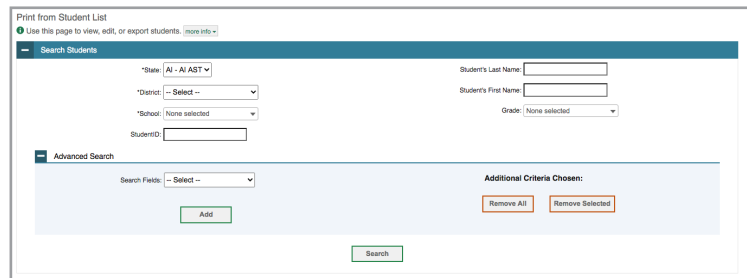 Print from Student List
Use this page to view, edit, or export students. more info
Search Students
*State: AI - AI AST
*District: -- Select --
*School: None selected
StudentID:
Student's Last Name:
Student's First Name:
Grade: None selected
Advanced Search
Search Fields: -- Select --
Add
Additional Criteria Chosen:
Remove All Remove Selected
Search